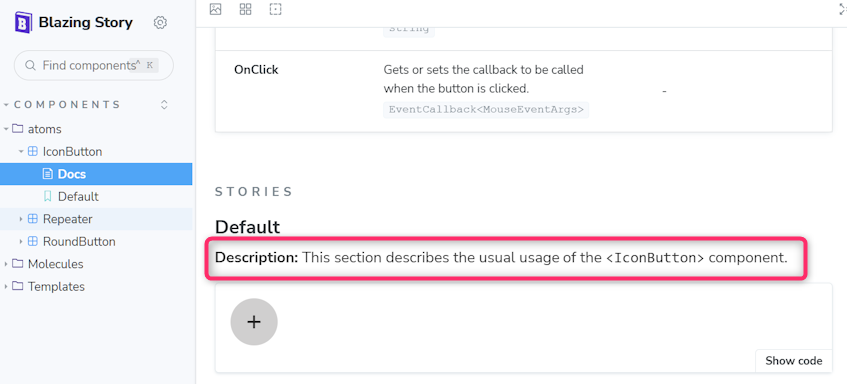 Blazing Story
Find components
^ K
COMPONENTS
atoms
IconButton
Docs
Default
Repeater
RoundButton
Molecules
Templates
String
OnClick
Gets or sets the callback to be called
when the button is clicked.
-
EventCallback<MouseEventArgs>
STORIES
Default
Description: This section describes the usual usage of the <IconButton> component.
+
Show code